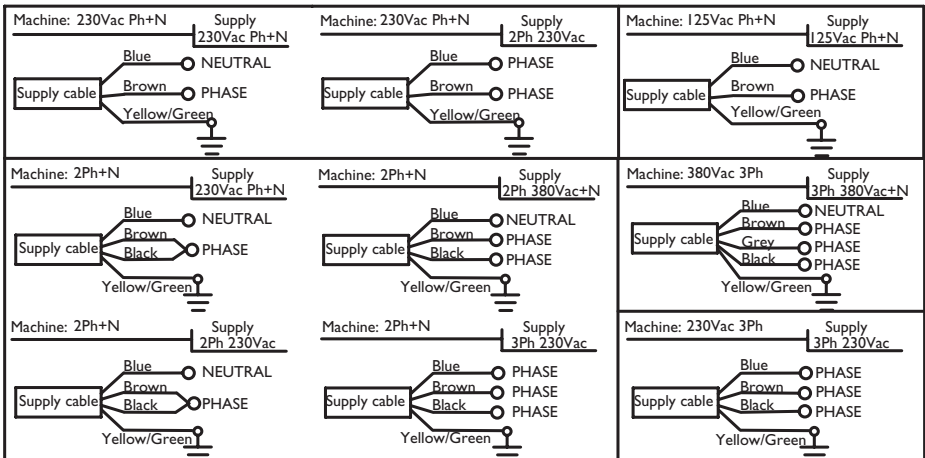 Machine: 230Vac Ph+N
Supply
230Vac Ph+N
Blue
NEUTRAL
Supply cable
Brown
PHASE
Yellow/Green
Machine: 230Vac Ph+N
Supply
2Ph 230Vac
Blue
PHASE
Supply cable
Brown
PHASE
Yellow/Green
Machine: 125Vac Ph+N
Supply
125Vac Ph+N
Blue
NEUTRAL
Supply cable
Brown
PHASE
Yellow/Green
Machine: 2Ph+N
Supply
230Vac Ph+N
Blue
NEUTRAL
Supply cable
Brown
PHASE
Black
Yellow/Green
Machine: 2Ph+N
Supply
2Ph 380Vac+N
Blue
NEUTRAL
Supply cable
Brown
PHASE
Black
PHASE
Yellow/Green
Machine: 380Vac 3Ph
Supply
3Ph 380Vac+N
Blue
NEUTRAL
Brown
PHASE
Supply cable
Grey
PHASE
Black
PHASE
Yellow/Green
Machine: 2Ph+N
Supply
2Ph 230Vac
Blue
NEUTRAL
Supply cable
Brown
PHASE
Black
Yellow/Green
Machine: 2Ph+N
Supply
3Ph 230Vac
Blue
PHASE
Supply cable
Brown
PHASE
Black
PHASE
Yellow/Green
Machine: 230Vac 3Ph
Supply
3Ph 230Vac
Blue
PHASE
Supply cable
Brown
PHASE
Black
PHASE
Yellow/Green